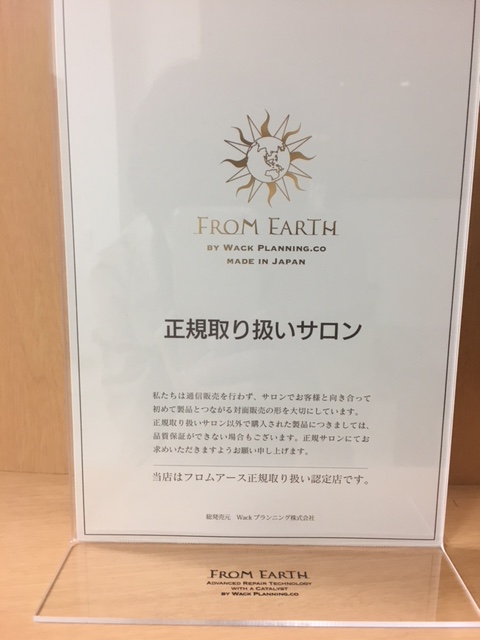 FROM EARTH
BY WACK PLANNING.CO
MADE IN JAPAN
正規取り扱いサロン
私たちは通信販売を行わず、サロンでお客様と向き合って
初めて製品とつながる対面販売の形を大切にしています。
正規取り扱いサロン以外で購入された製品につきましては、
品質保証ができない場合もございます。正規サロンにてお
求めいただきますようお願い申し上げます。
当店はフロムアース正規取り扱い認定店です。
総発売元 Wackプランニング株式会社
FROM EARTH
ADVANCED REPAIR TECHNOLOGY
WITH A CATALYST
BY WACK PLANNING.CO